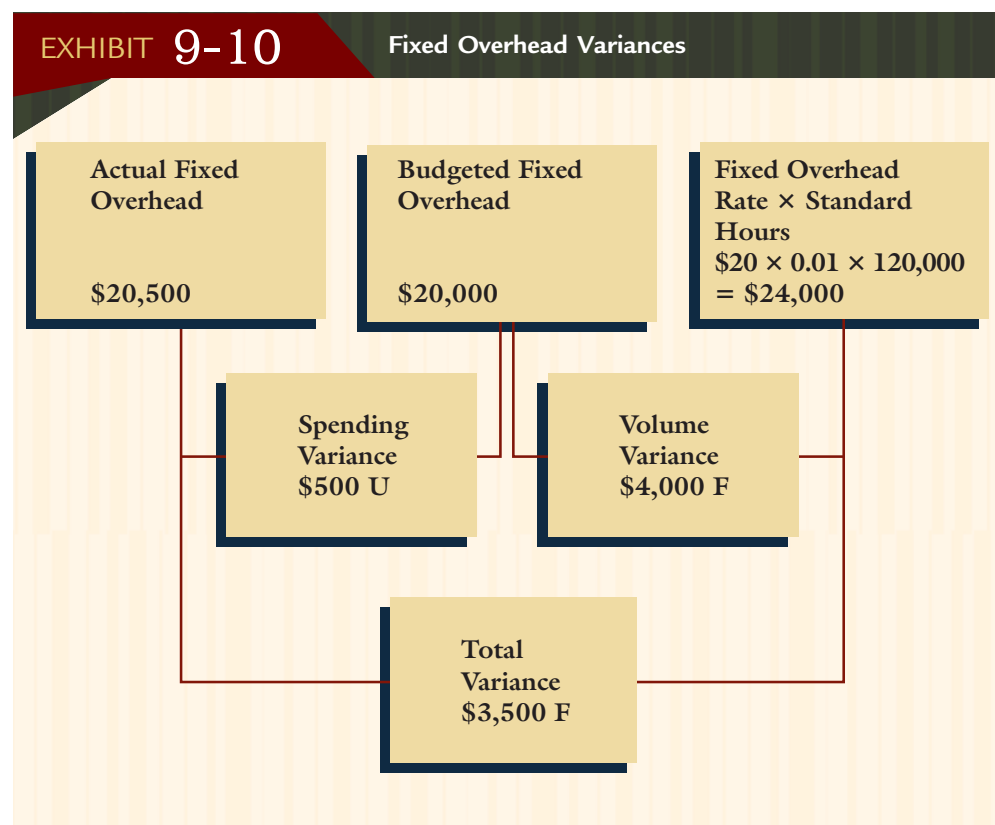 EXHIBIT 9-10
Fixed Overhead Variances
Actual Fixed
Overhead
$20,500
Budgeted Fixed
Overhead
$20,000
Fixed Overhead
Rate × Standard
Hours
$20 × 0.01 × 120,000
= $24,000
Spending
Variance
$500 U
Volume
Variance
$4,000 F
Total
Variance
$3,500 F